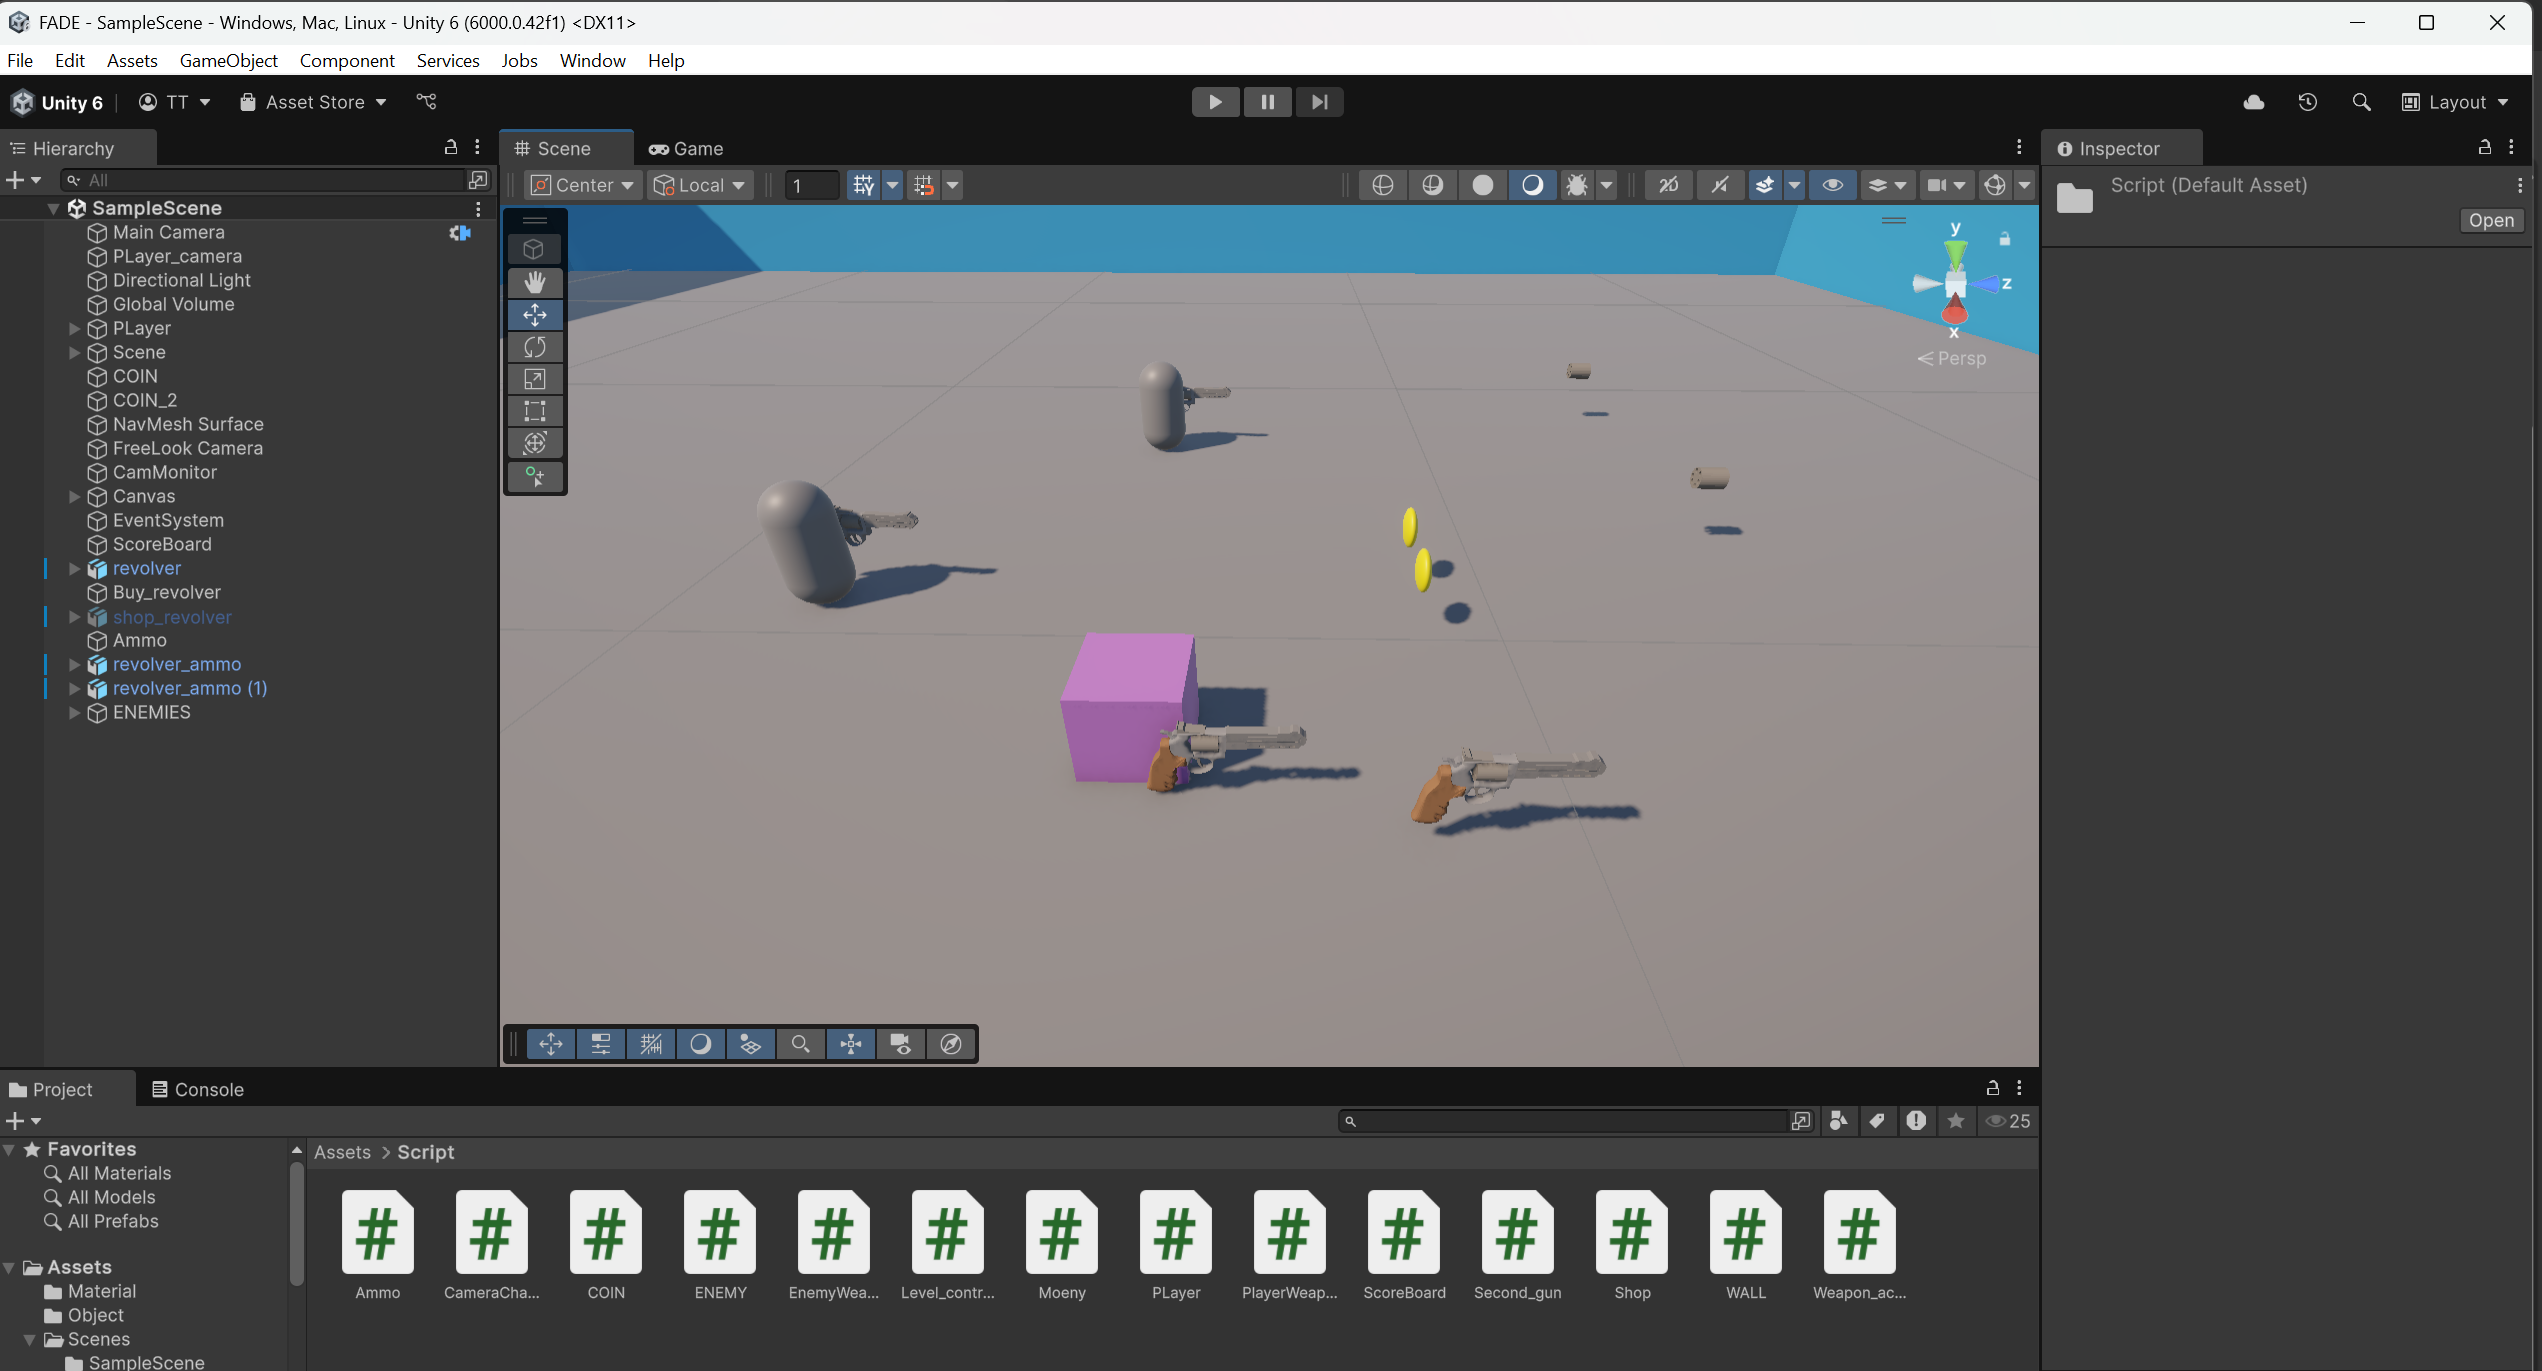 FADE - SampleScene - Windows, Mac, Linux - Unity 6 (6000.0.42f1) <DX11>
File Edit Assets GameObject Component Services Jobs Window Help
Unity 6 TT Asset Store Layout
Hierarchy
All
SampleScene
Main Camera
PLayer_camera
Directional Light
Global Volume
PLayer
Scene
COIN
COIN_2
NavMesh Surface
FreeLook Camera
CamMonitor
Canvas
EventSystem
ScoreBoard
revolver
Buy_revolver
shop_revolver
Ammo
revolver_ammo
revolver_ammo (1)
ENEMIES
Scene Game
Center Local 1 2D
y
z
x
Persp
Inspector
Script (Default Asset)
Open
Project Console
25
Favorites
All Materials
All Models
All Prefabs
Assets
Material
Object
Scenes
SampleScene
Assets > Script
Ammo CameraCha... COIN ENEMY EnemyWea... Level_contr... Moeny PLayer PlayerWeap... ScoreBoard Second_gun Shop WALL Weapon_ac...